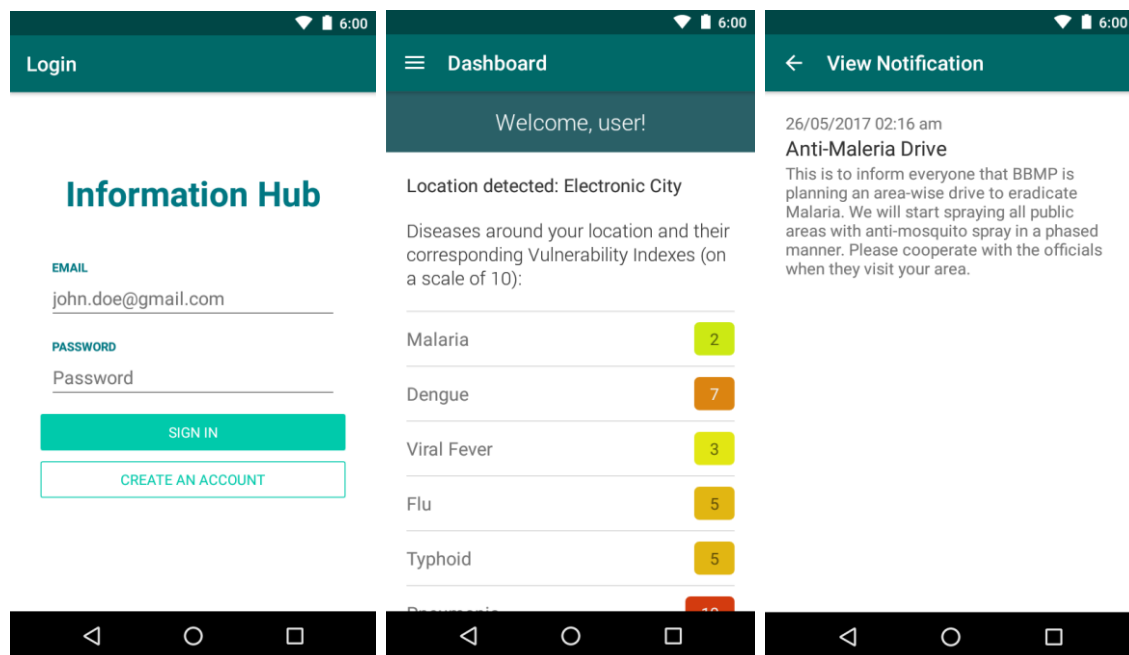 6:00
Login
Information Hub
EMAIL
john.doe@gmail.com
PASSWORD
Password
SIGN IN
CREATE AN ACCOUNT
6:00
Dashboard
Welcome, user!
Location detected: Electronic City
Diseases around your location and their
corresponding Vulnerability Indexes (on
a scale of 10):
Malaria 2
Dengue 7
Viral Fever 3
Flu 5
Typhoid 5
6:00
View Notification
26/05/2017 02:16 am
Anti-Maleria Drive
This is to inform everyone that BBMP is
planning an area-wise drive to eradicate
Malaria. We will start spraying all public
areas with anti-mosquito spray in a phased
manner. Please cooperate with the officials
when they visit your area.